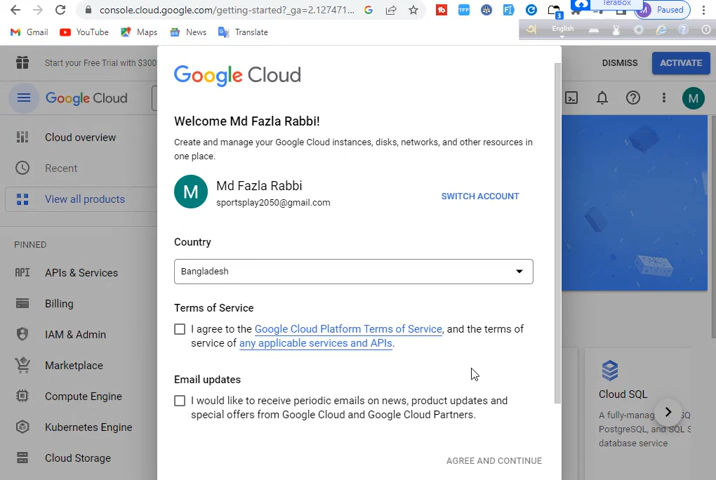 Terabox
console.cloud.google.com/getting-started?_ga=2.127471...
M
Paused
3
Gmail
YouTube
Maps
News
Translate
English
Start your Free Trial with $300
DISMISS
ACTIVATE
Google Cloud
M
Cloud overview
Recent
View all products
PINNED
API APIs & Services
Billing
IAM & Admin
Marketplace
Compute Engine
Kubernetes Engine
Cloud Storage
Google Cloud
Welcome Md Fazla Rabbi!
Create and manage your Google Cloud instances, disks, networks, and other resources in
one place.
M
Md Fazla Rabbi
sportsplay2050@gmail.com
SWITCH ACCOUNT
Country
Bangladesh
Terms of Service
I agree to the Google Cloud Platform Terms of Service, and the terms of
service of any applicable services and APIs.
Email updates
I would like to receive periodic emails on news, product updates and
special offers from Google Cloud and Google Cloud Partners.
AGREE AND CONTINUE
Cloud SQL
A fully-manag SQ
PostgreSQL, and SQL S
database service